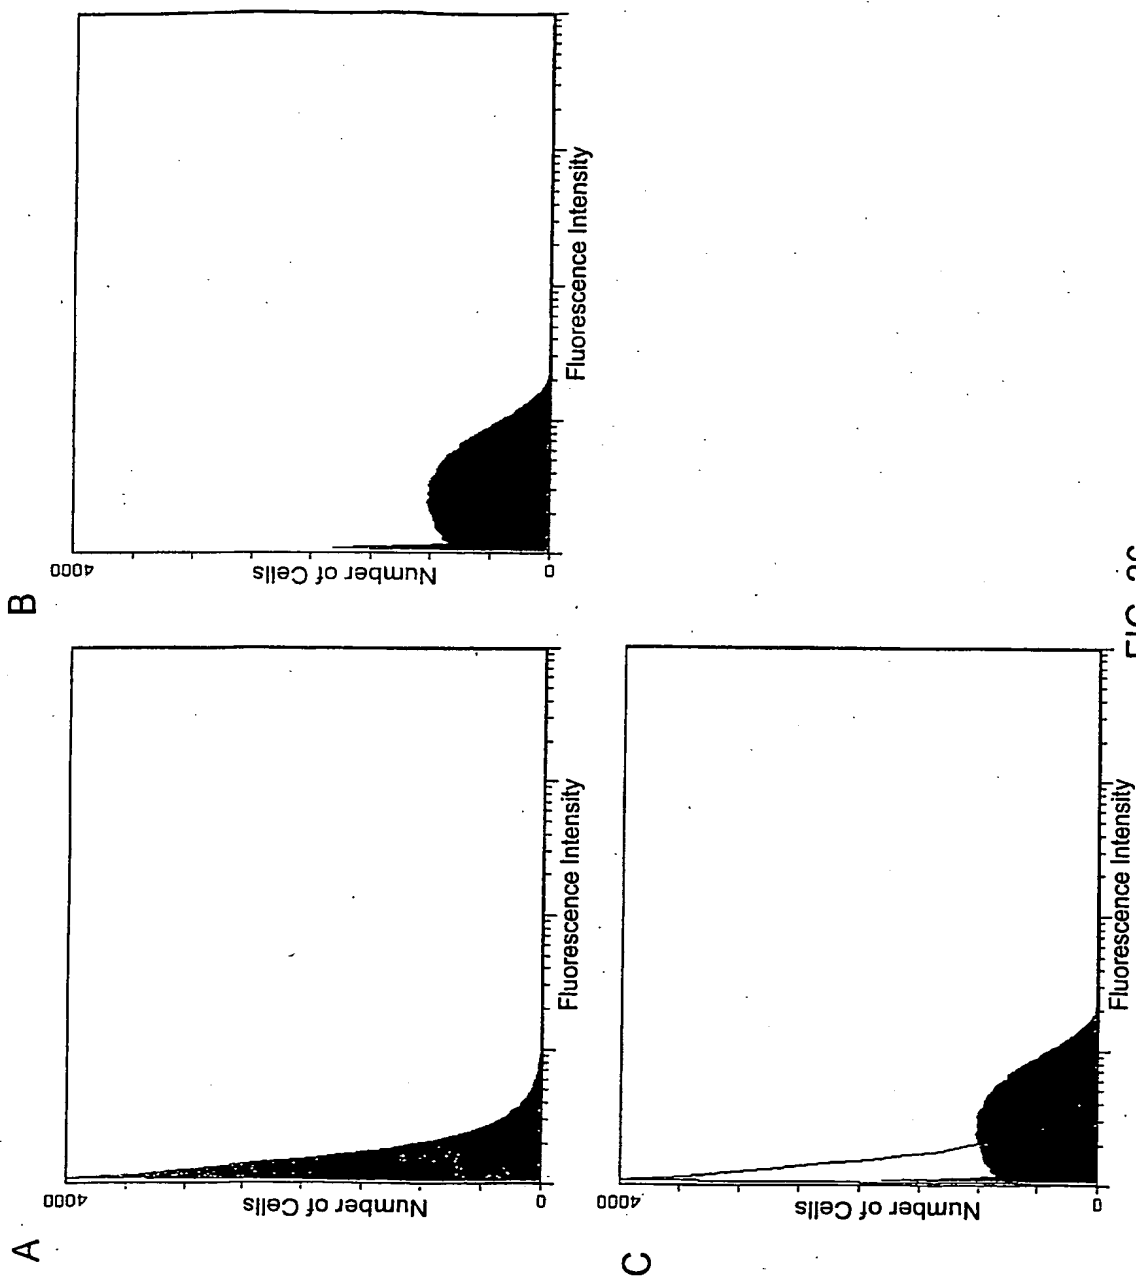 A
4000
Number of Cells
0
Fluorescence Intensity
B
4000
Number of Cells
0
Fluorescence Intensity
C
4000
Number of Cells
0
Fluorescence Intensity
FIG.